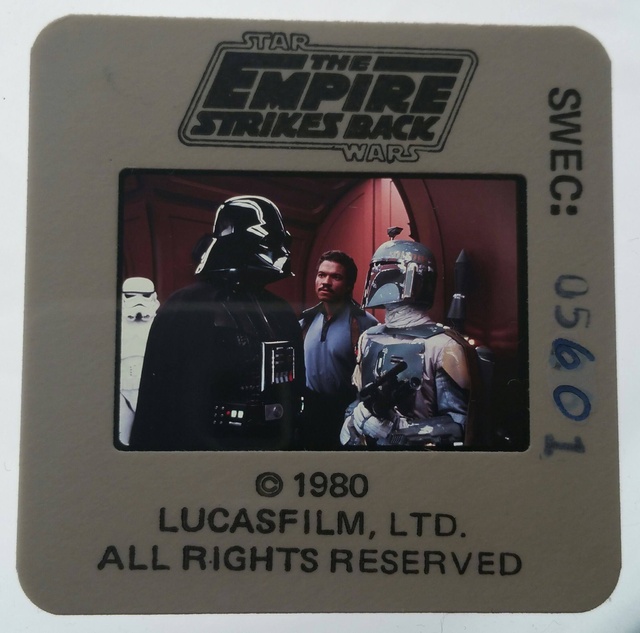 STAR
THE
EMPIRE
STRIKES BACK
WARS
SWEC: 05601
© 1980
LUCASFILM, LTD.
ALL RIGHTS RESERVED